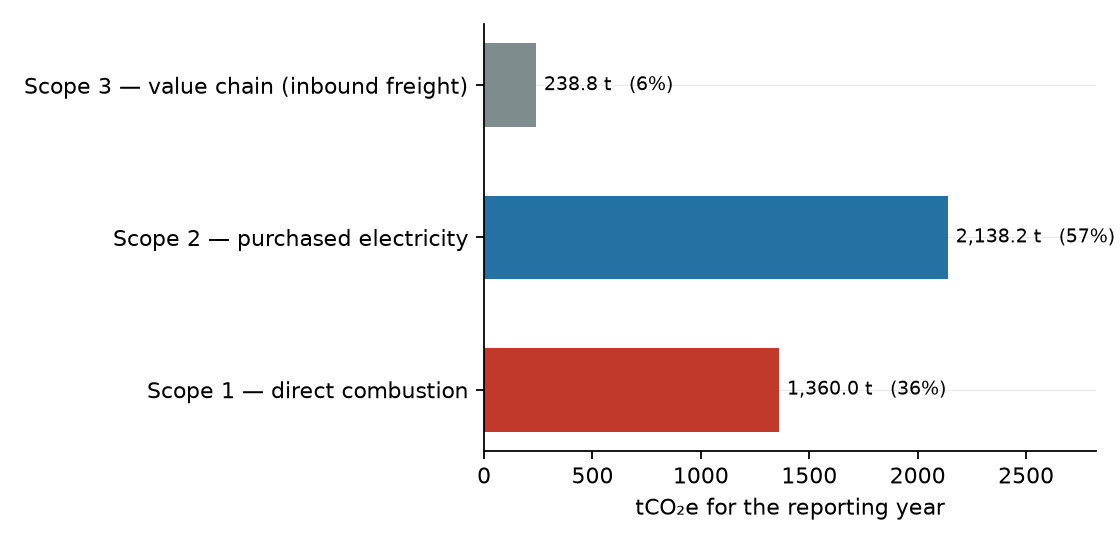 Scope 3 — value chain (inbound freight)
238.8 t (6%)
Scope 2 — purchased electricity
2,138.2 t (57%)
Scope 1 — direct combustion
1,360.0 t (36%)
0 500 1000 1500 2000 2500
tCO₂e for the reporting year